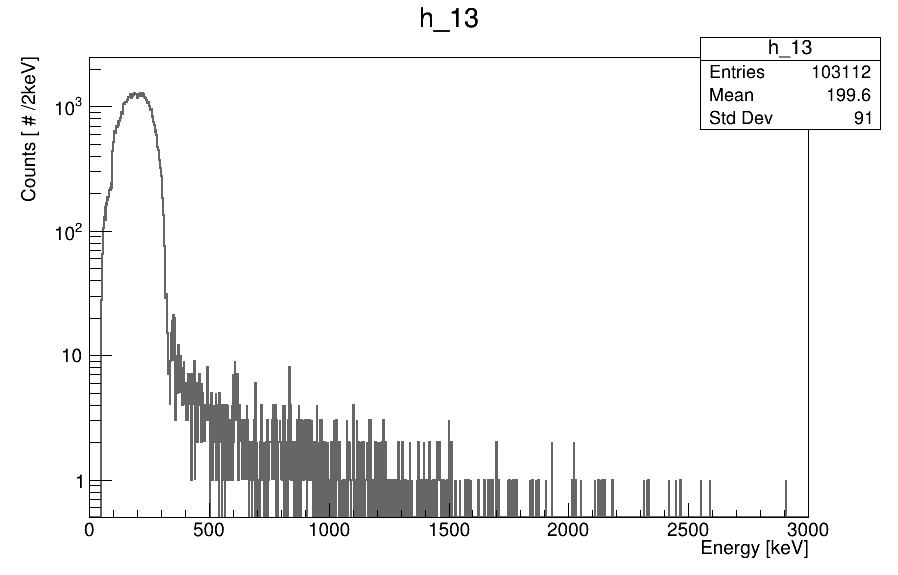 h_13
h_13
Entries 103112
Mean 199.6
Std Dev 91
Counts [ # /2keV]
10³
10²
10
1
0 500 1000 1500 2000 2500 3000
Energy [keV]